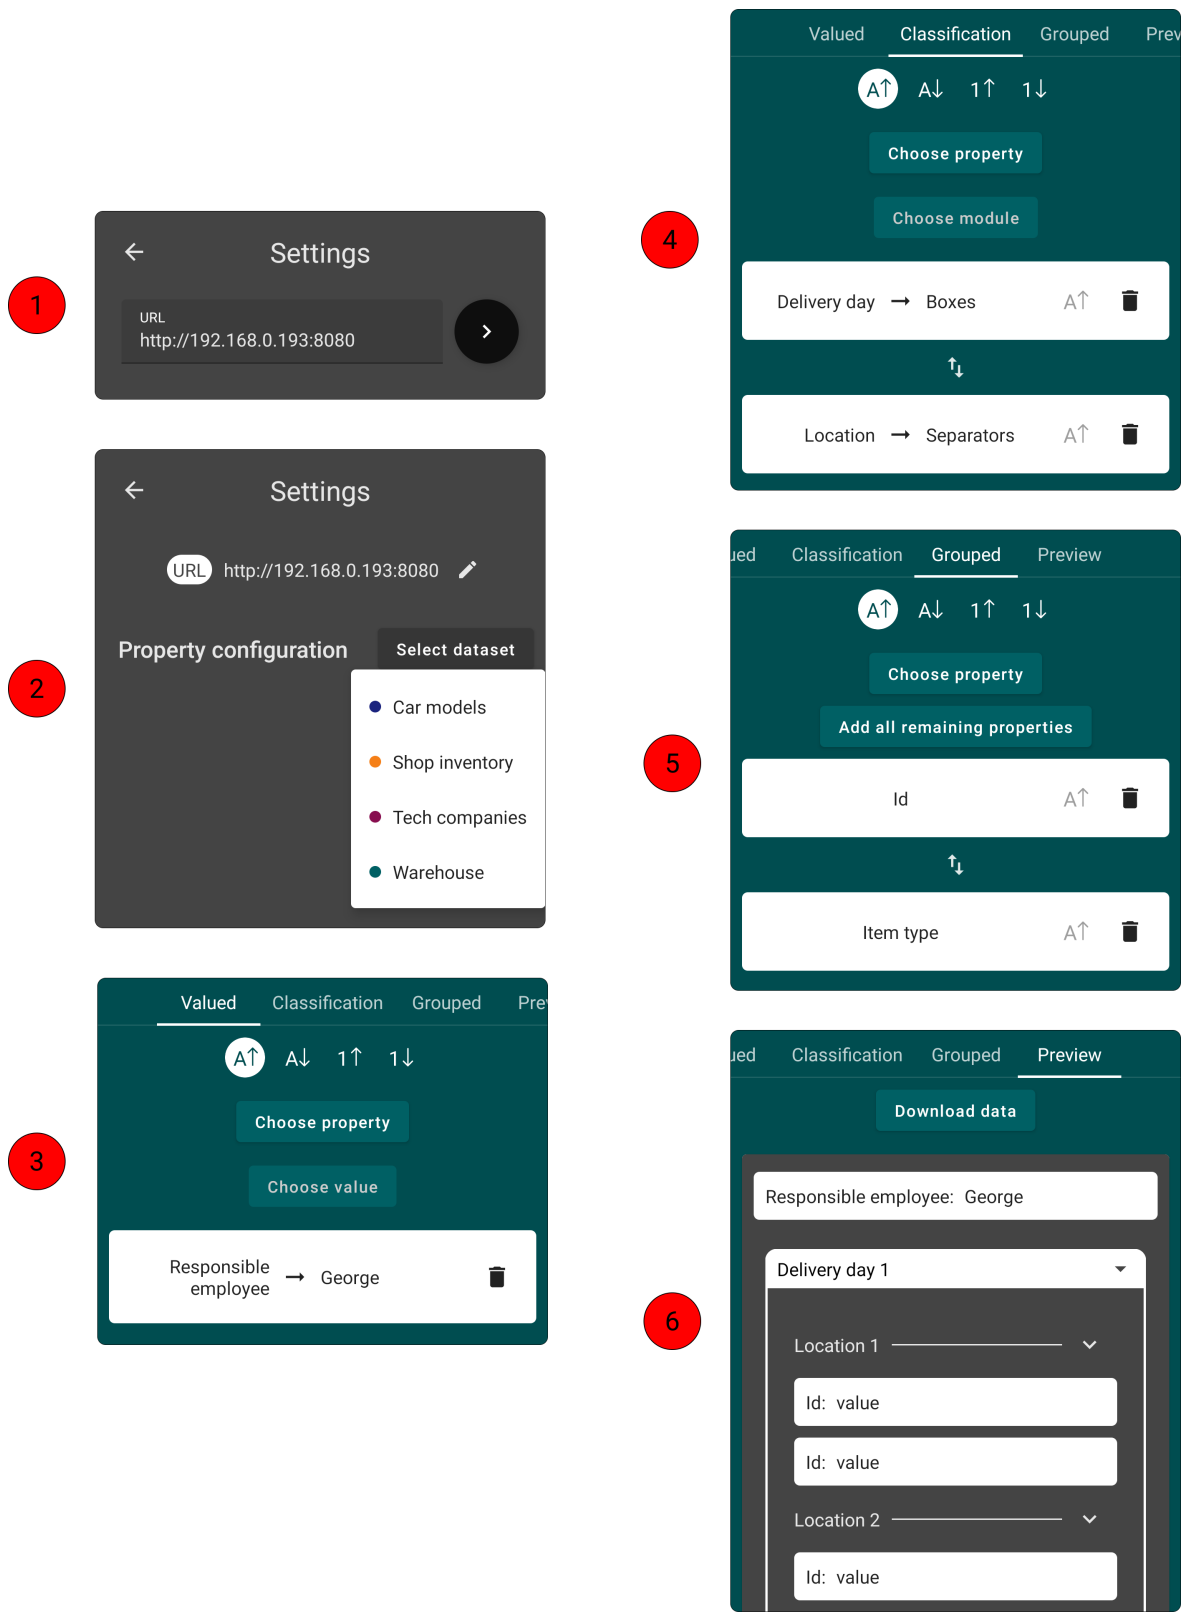 1
Settings
URL
http://192.168.0.193:8080
2
Settings
URL http://192.168.0.193:8080
Property configuration Select dataset
Car models
Shop inventory
Tech companies
Warehouse
3
Valued Classification Grouped Prev
A↑ A↓ 1↑ 1↓
Choose property
Choose value
Responsible
employee → George
4
Valued Classification Grouped Prev
A↑ A↓ 1↑ 1↓
Choose property
Choose module
Delivery day → Boxes A↑
Location → Separators A↑
5
ued Classification Grouped Preview
A↑ A↓ 1↑ 1↓
Choose property
Add all remaining properties
Id A↑
Item type A↑
6
ued Classification Grouped Preview
Download data
Responsible employee: George
Delivery day 1
Location 1
Id: value
Id: value
Location 2
Id: value